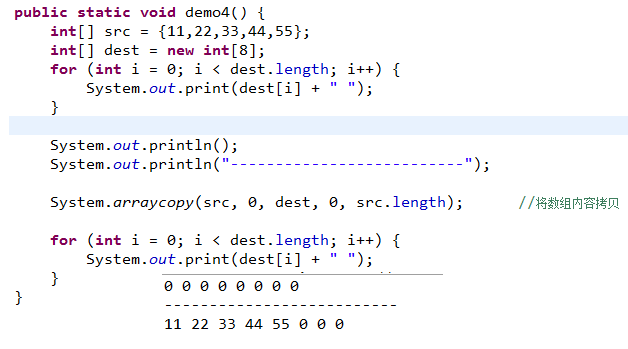 public static void demo4() {
int[] src = {11,22,33,44,55};
int[] dest = new int[8];
for (int i = 0; i < dest.length; i++) {
System.out.print(dest[i] + " ");
}
System.out.println();
System.out.println("--------------------------");
System.arraycopy(src, 0, dest, 0, src.length); //将数组内容拷贝
for (int i = 0; i < dest.length; i++) {
System.out.print(dest[i] + " ");
}
}
0 0 0 0 0 0 0 0
--------------------------
11 22 33 44 55 0 0 0